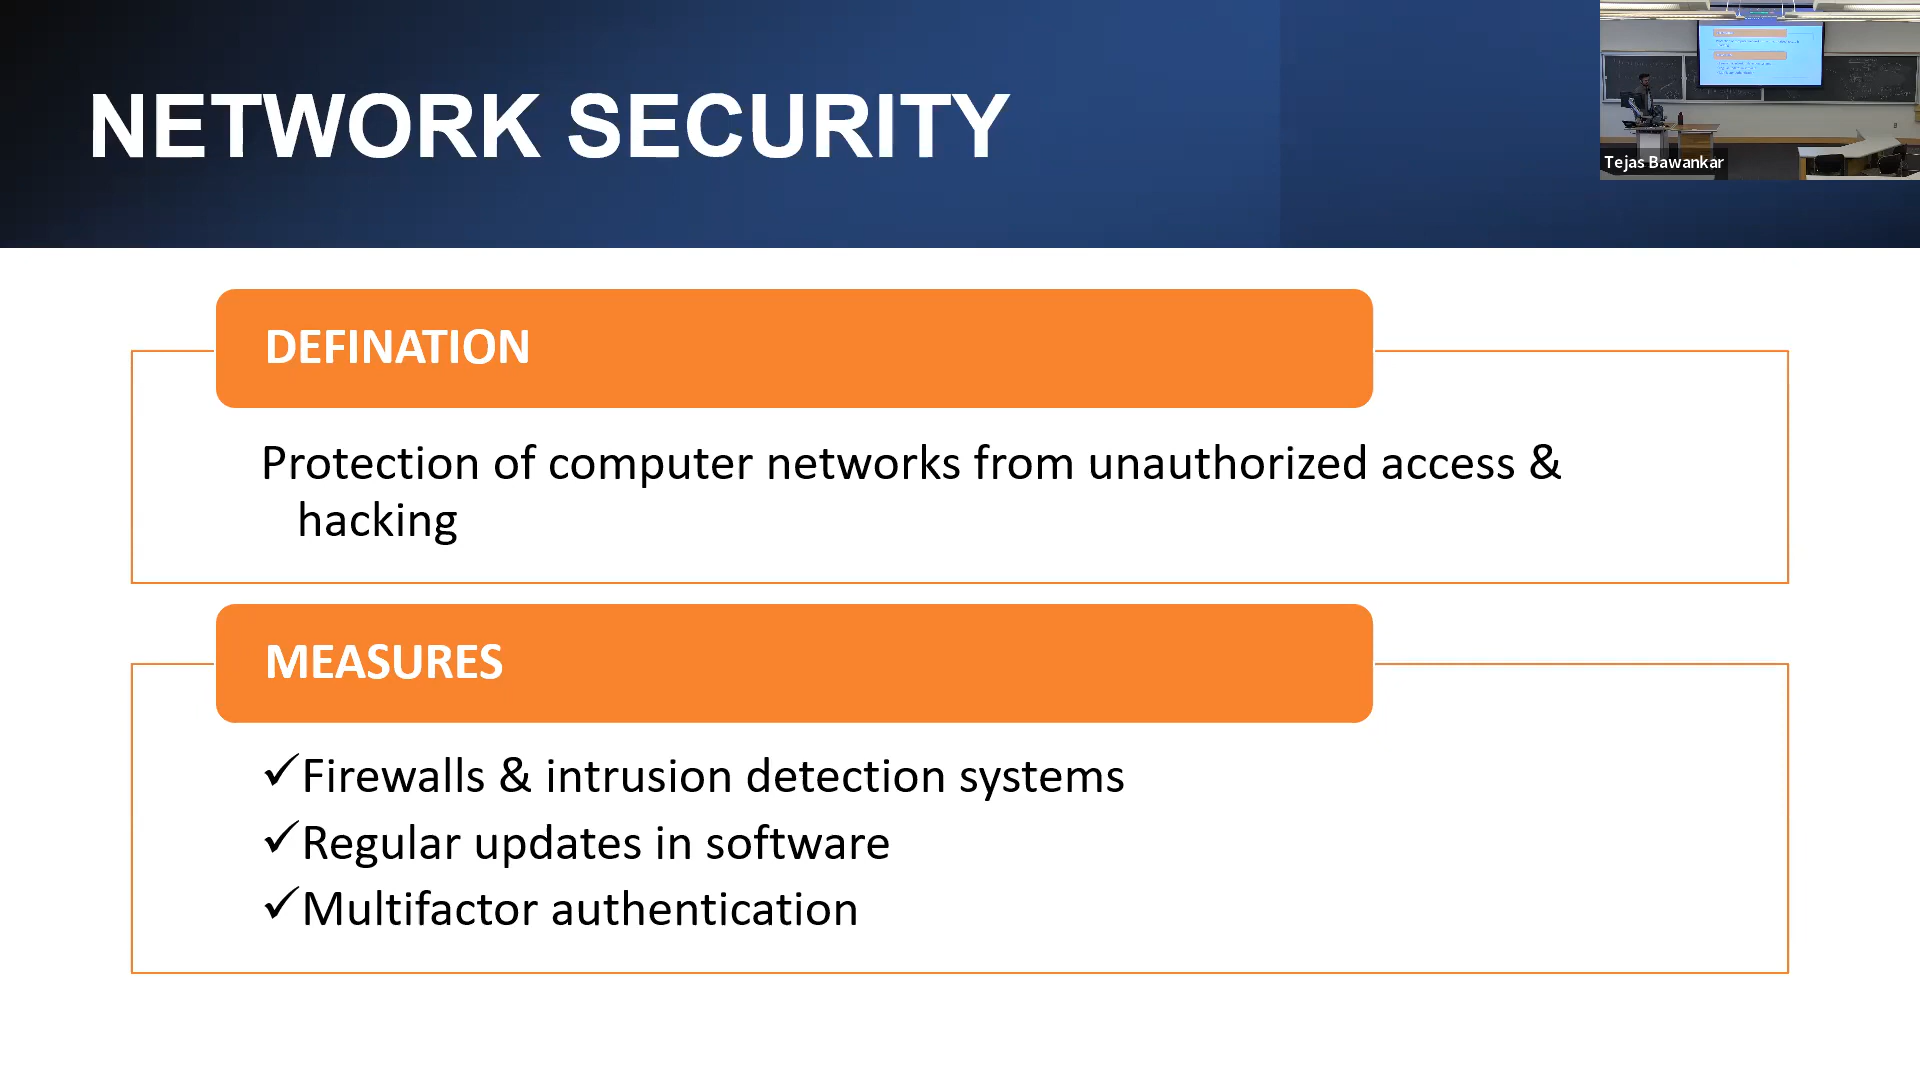 NETWORK SECURITY
Tejas Bawankar
DEFINATION
Protection of computer networks from unauthorized access &
hacking
MEASURES
✓Firewalls & intrusion detection systems
✓Regular updates in software
✓Multifactor authentication